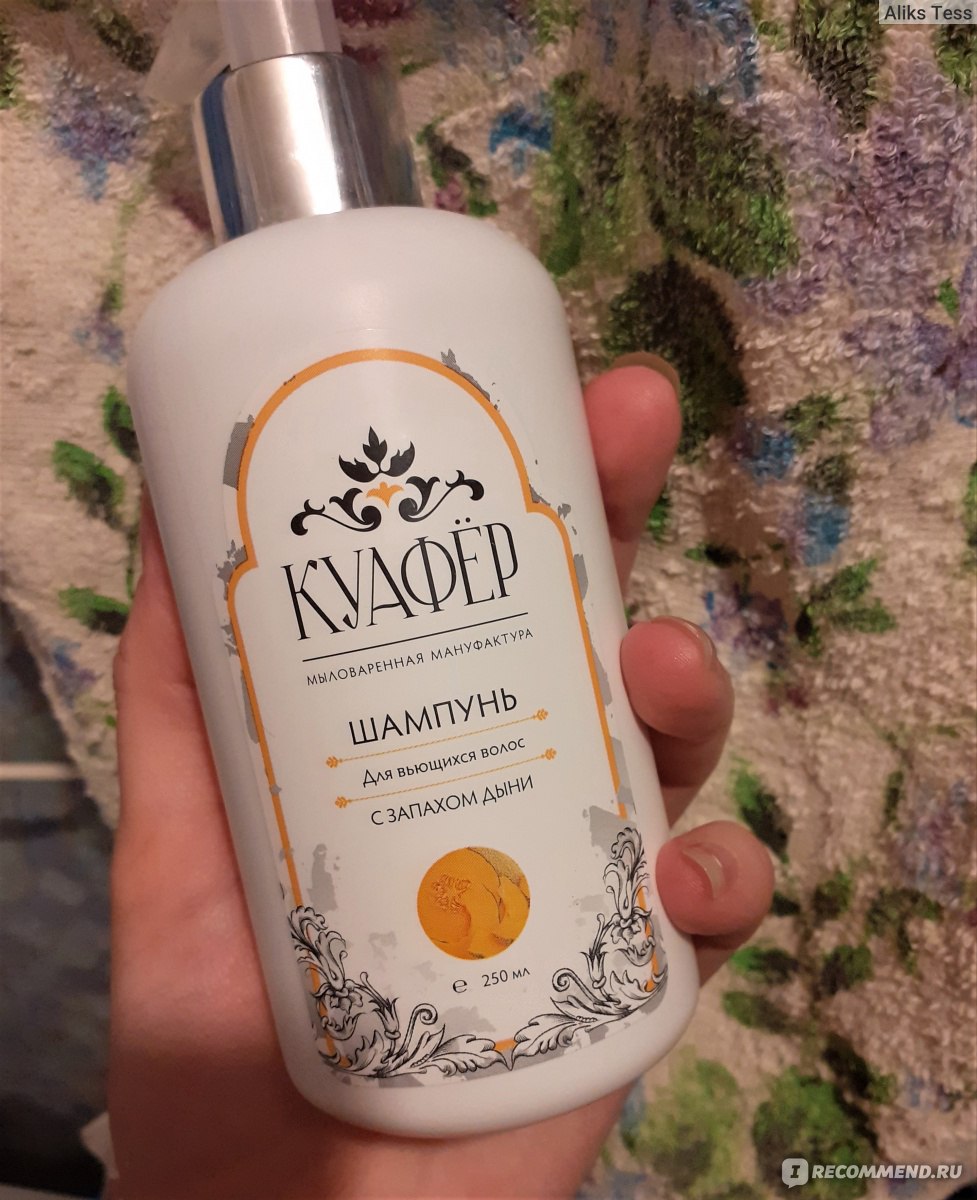 Aliks Tess
КУАФЁР
МЫЛОВАРЕННАЯ МАНУФАКТУРА
ШАМПУНЬ
Для вьющихся волос
С ЗАПАХОМ ДЫНИ
℮ 250 мл
I RECOMMEND.RU